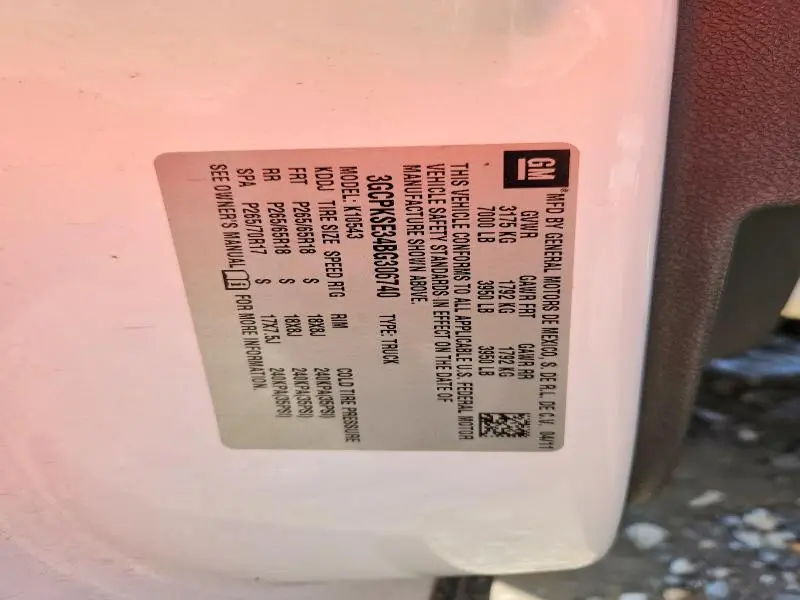 GM® MFD BY GENERAL MOTORS DE MEXICO, S. DE R.L. DE C.V. 04/11
GVWR GAWR FRT GAWR RR
3175 KG 1792 KG 1792 KG
7000 LB 3950 LB 3950 LB
THIS VEHICLE CONFORMS TO ALL APPLICABLE U.S. FEDERAL MOTOR
VEHICLE SAFETY STANDARDS IN EFFECT ON THE DATE OF
MANUFACTURE SHOWN ABOVE.
3GCPKSE34BG306740 TYPE: TRUCK
MODEL: K10543
KDDJ TIRE SIZE SPEED RTG RIM COLD TIRE PRESSURE
FRT P265/65R18 S 18X8J 240KPA(35PSI)
RR P265/65R18 S 18X8J 240KPA(35PSI)
SPA P265/70R17 S 17X7.5J 240KPA(35PSI)
SEE OWNER'S MANUAL FOR MORE INFORMATION.